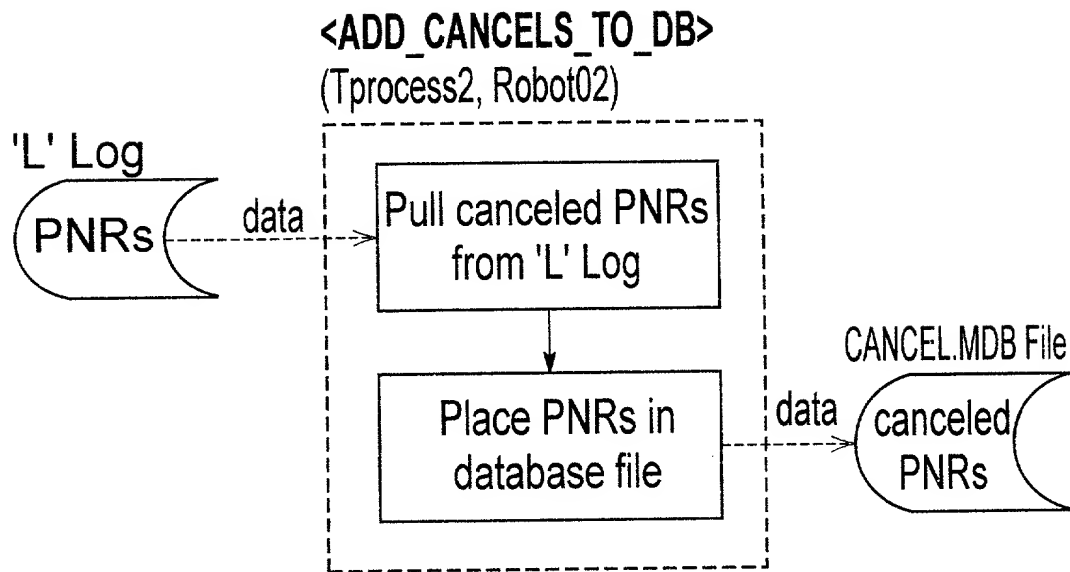 <ADD_CANCELS_TO_DB>
(Tprocess2, Robot02)
'L' Log
PNRs
data
Pull canceled PNRs
from 'L' Log
Place PNRs in
database file
data
CANCEL.MDB File
canceled
PNRs